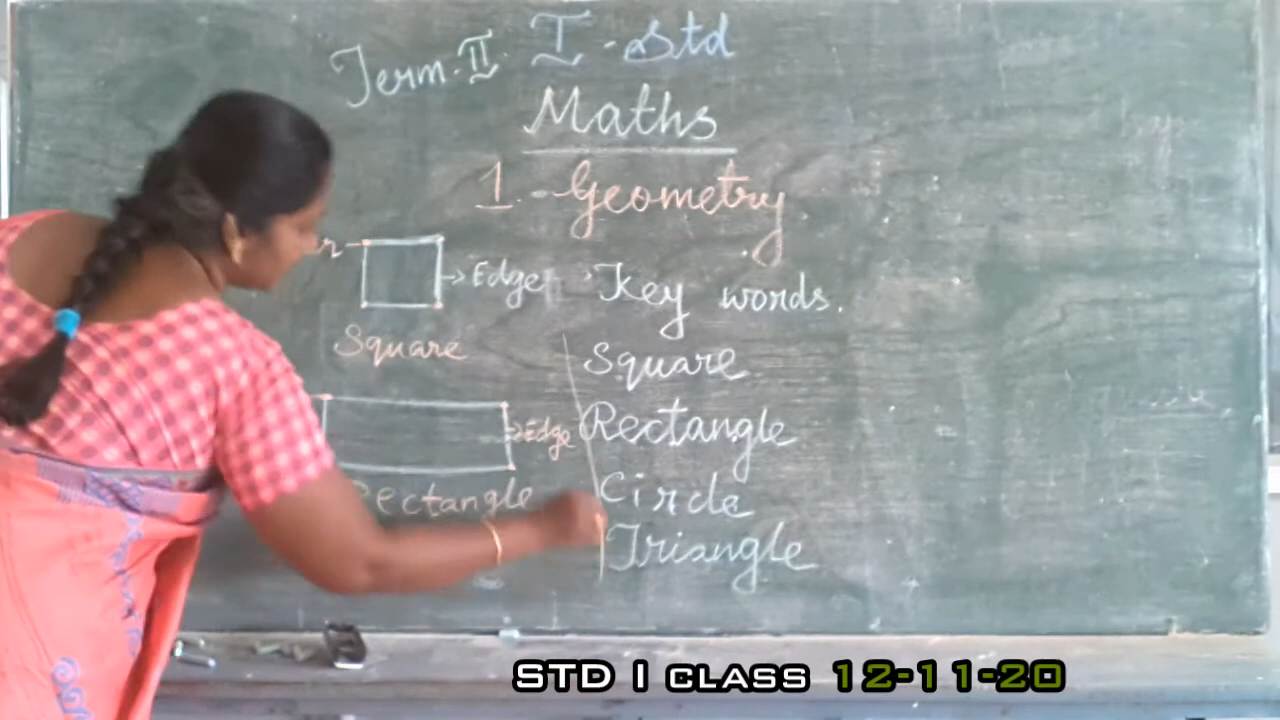 Term-II I-Std
Maths
1. Geometry.
Edge
Square
Edge
Rectangle
Key words.
Square
Rectangle
Circle
Triangle
STD I CLASS 12-11-20